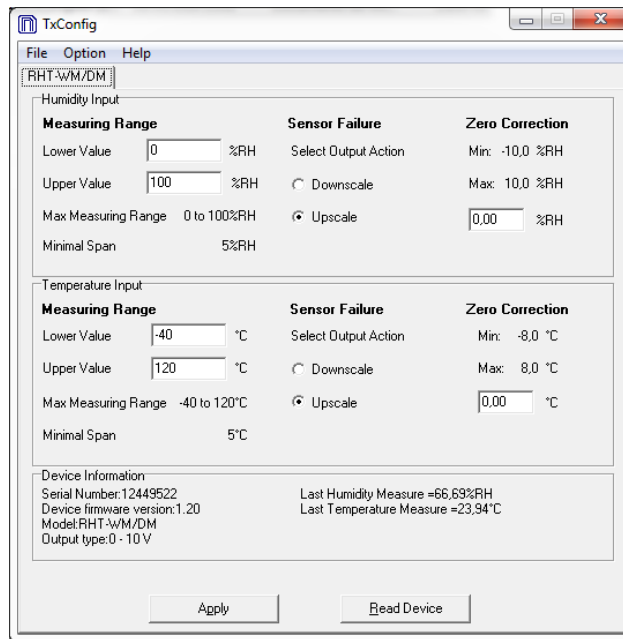 TxConfig
File Option Help
RHT-WM/DM
Humidity Input
Measuring Range Sensor Failure Zero Correction
Lower Value 0 %RH Select Output Action Min: -10,0 %RH
Upper Value 100 %RH Downscale Max: 10,0 %RH
Max Measuring Range 0 to 100%RH Upscale 0,00 %RH
Minimal Span 5%RH
Temperature Input
Measuring Range Sensor Failure Zero Correction
Lower Value -40 °C Select Output Action Min: -8,0 °C
Upper Value 120 °C Downscale Max: 8,0 °C
Max Measuring Range -40 to 120°C Upscale 0,00 °C
Minimal Span 5°C
Device Information
Serial Number:12449522 Last Humidity Measure =66,69%RH
Device firmware version:1.20 Last Temperature Measure =23,94°C
Model:RHT-WM/DM
Output type:0 - 10 V
Apply Read Device